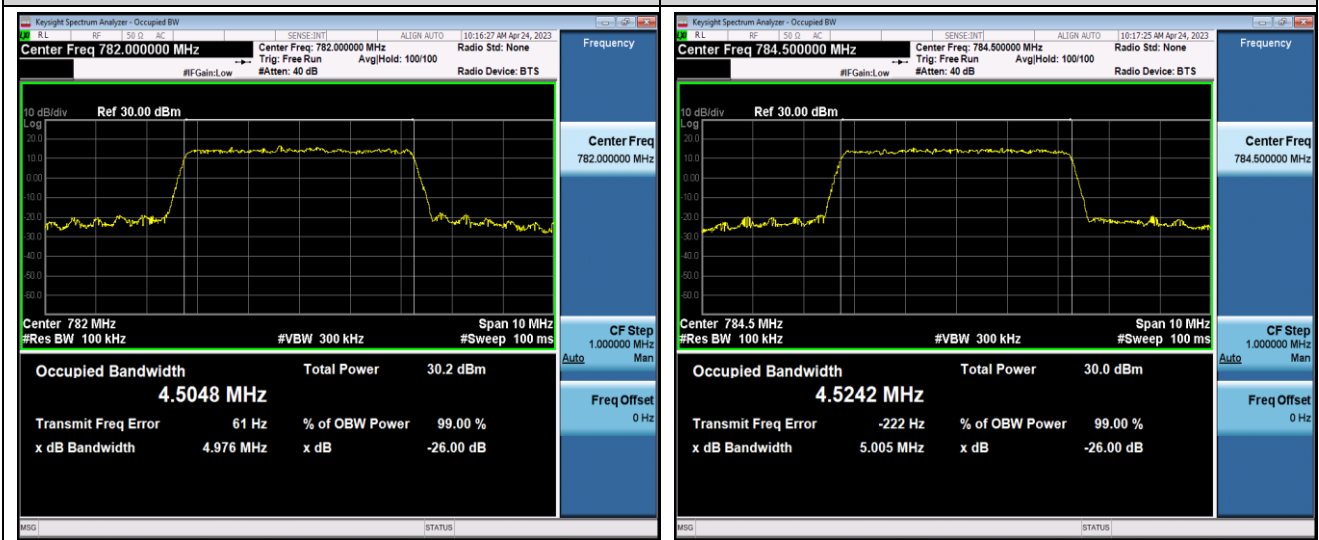 Keysight Spectrum Analyzer - Occupied BW
RL RF 50 Ω AC SENSE:INT ALIGN AUTO 10:16:27 AM Apr 24, 2023
Center Freq 782.000000 MHz
Center Freq: 782.000000 MHz
Radio Std: None
Trig: Free Run Avg|Hold: 100/100
#IFGain:Low #Atten: 40 dB Radio Device: BTS
10 dB/div Ref 30.00 dBm
Log
20.0
10.0
0.00
-10.0
-20.0
-30.0
-40.0
-50.0
-60.0
Center 782 MHz Span 10 MHz
#Res BW 100 kHz #VBW 300 kHz #Sweep 100 ms
Occupied Bandwidth Total Power 30.2 dBm
4.5048 MHz
Transmit Freq Error 61 Hz % of OBW Power 99.00 %
x dB Bandwidth 4.976 MHz x dB -26.00 dB
MSG STATUS
Frequency
Center Freq
782.000000 MHz
CF Step
1.000000 MHz
Auto Man
Freq Offset
0 Hz
Keysight Spectrum Analyzer - Occupied BW
RL RF 50 Ω AC SENSE:INT ALIGN AUTO 10:17:25 AM Apr 24, 2023
Center Freq 784.500000 MHz
Center Freq: 784.500000 MHz
Radio Std: None
Trig: Free Run Avg|Hold: 100/100
#IFGain:Low #Atten: 40 dB Radio Device: BTS
10 dB/div Ref 30.00 dBm
Log
20.0
10.0
0.00
-10.0
-20.0
-30.0
-40.0
-50.0
-60.0
Center 784.5 MHz Span 10 MHz
#Res BW 100 kHz #VBW 300 kHz #Sweep 100 ms
Occupied Bandwidth Total Power 30.0 dBm
4.5242 MHz
Transmit Freq Error -222 Hz % of OBW Power 99.00 %
x dB Bandwidth 5.005 MHz x dB -26.00 dB
MSG STATUS
Frequency
Center Freq
784.500000 MHz
CF Step
1.000000 MHz
Auto Man
Freq Offset
0 Hz